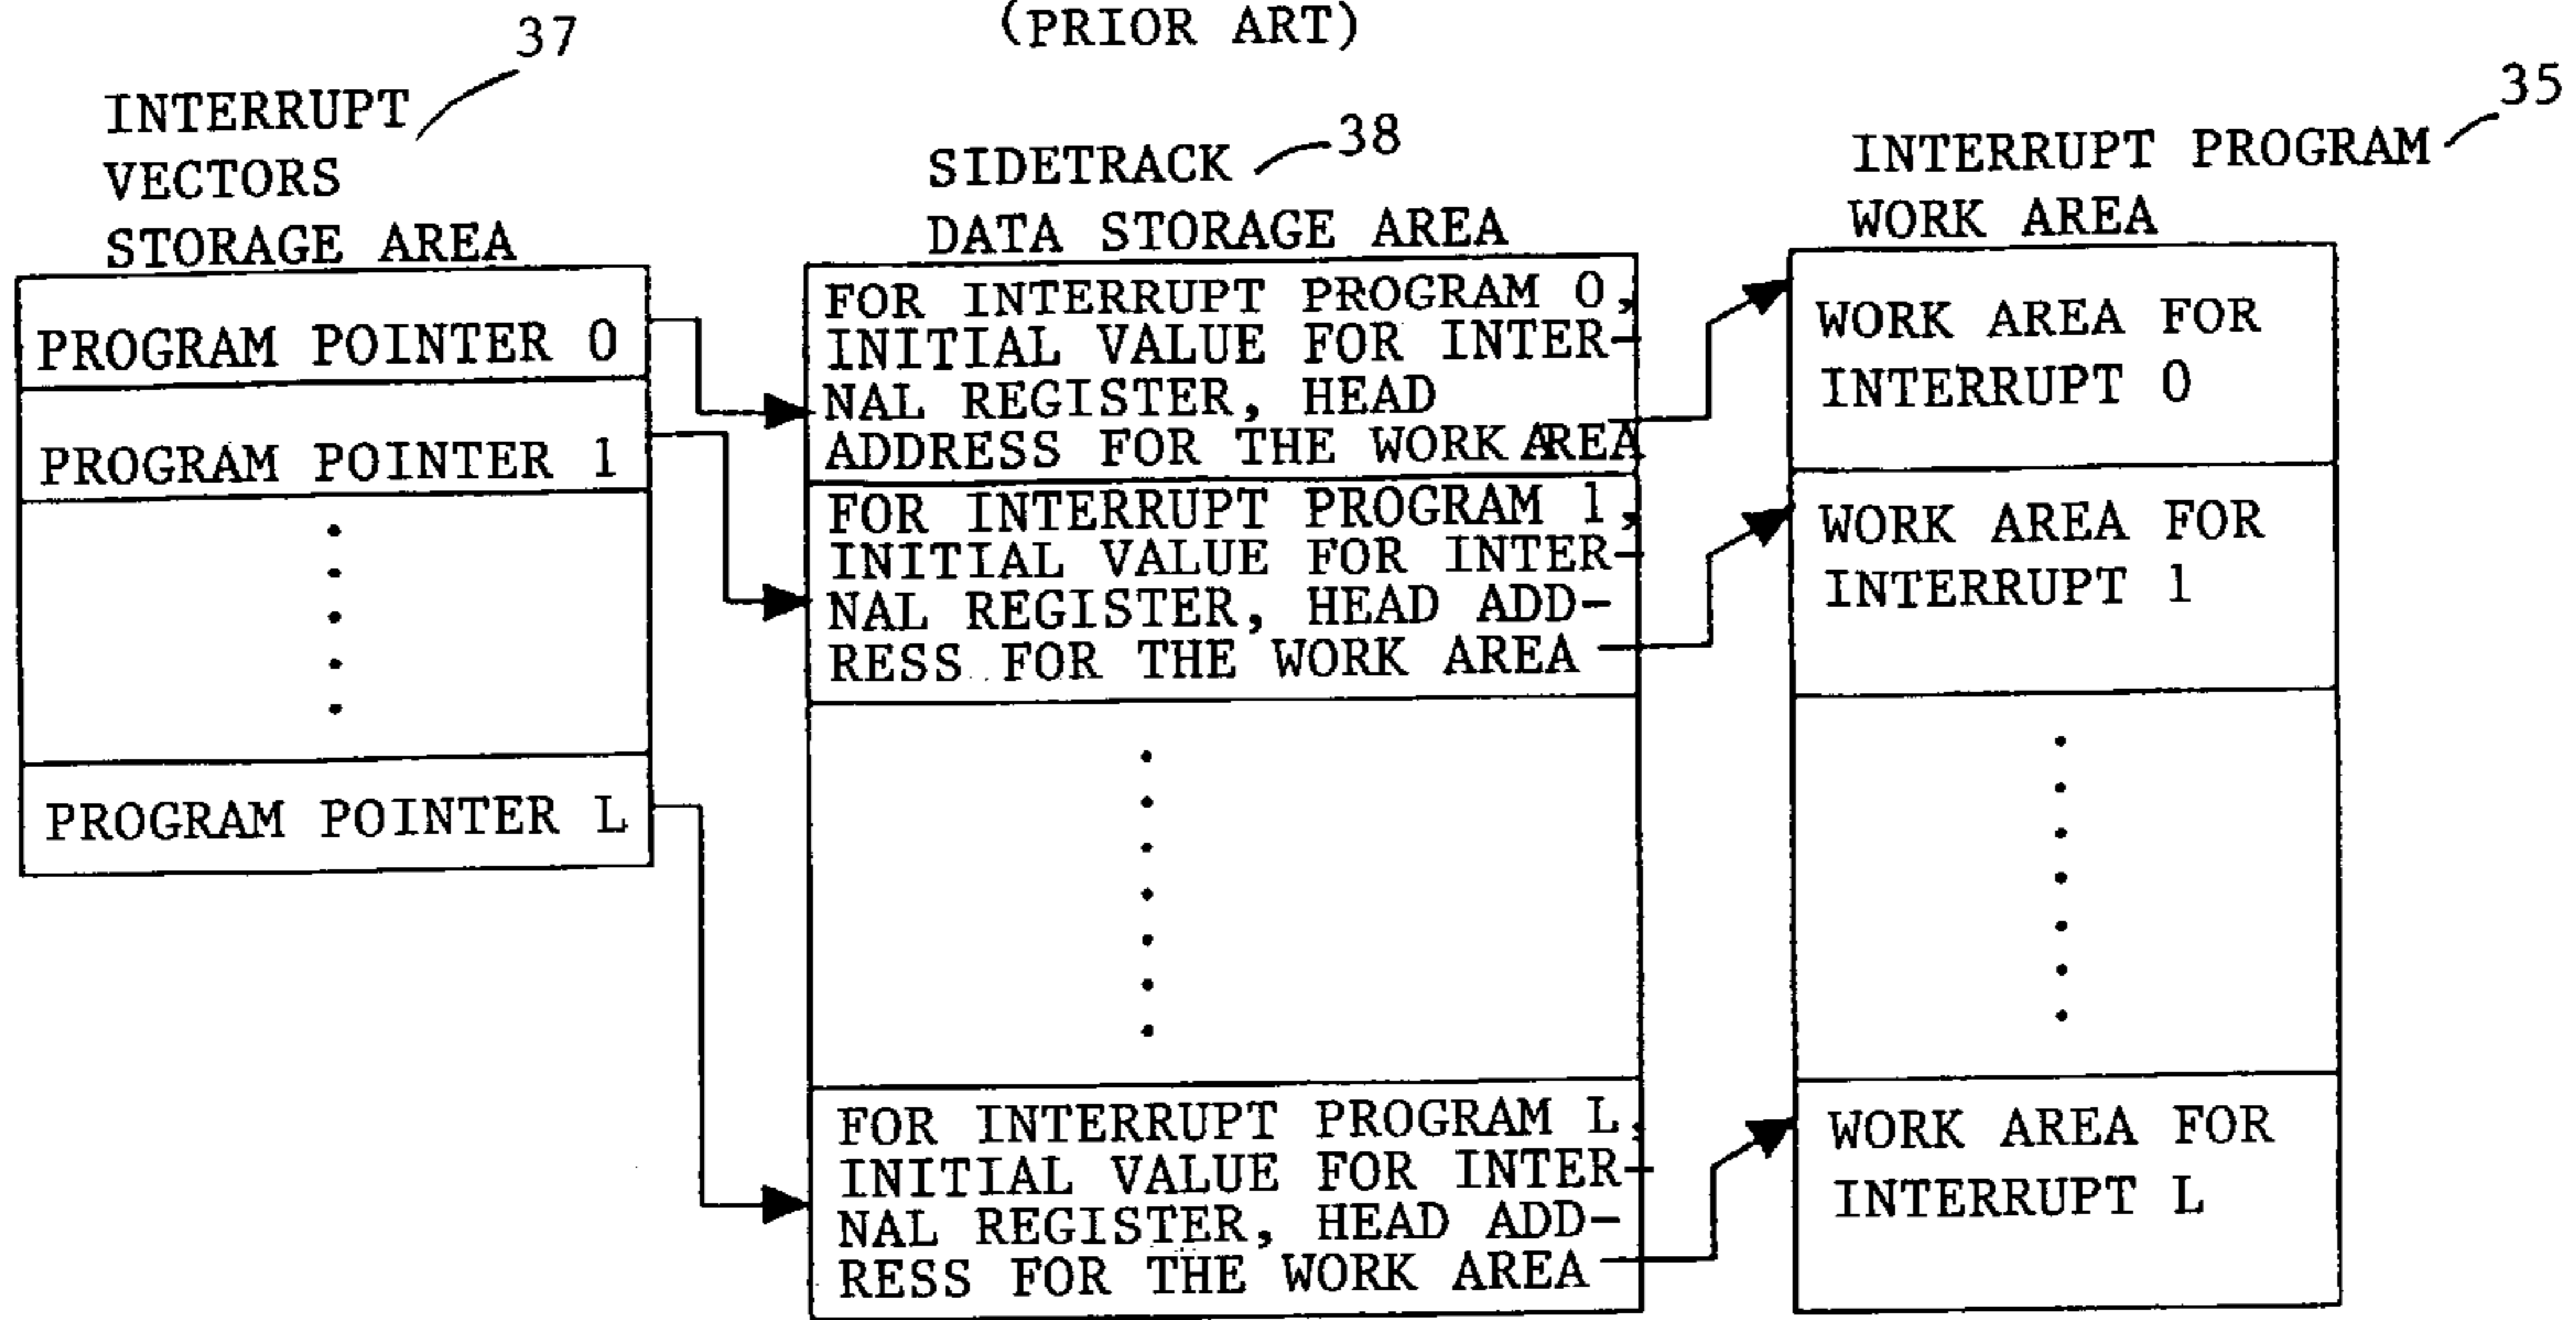 (PRIOR ART)
37
INTERRUPT
VECTORS
STORAGE AREA
PROGRAM POINTER 0
PROGRAM POINTER 1
PROGRAM POINTER L
38
SIDETRACK
DATA STORAGE AREA
FOR INTERRUPT PROGRAM 0,
INITIAL VALUE FOR INTER-
NAL REGISTER, HEAD
ADDRESS FOR THE WORK AREA
FOR INTERRUPT PROGRAM 1,
INITIAL VALUE FOR INTER-
NAL REGISTER, HEAD ADD-
RESS FOR THE WORK AREA
FOR INTERRUPT PROGRAM L,
INITIAL VALUE FOR INTER-
NAL REGISTER, HEAD ADD-
RESS FOR THE WORK AREA
35
INTERRUPT PROGRAM
WORK AREA
WORK AREA FOR
INTERRUPT 0
WORK AREA FOR
INTERRUPT 1
WORK AREA FOR
INTERRUPT L